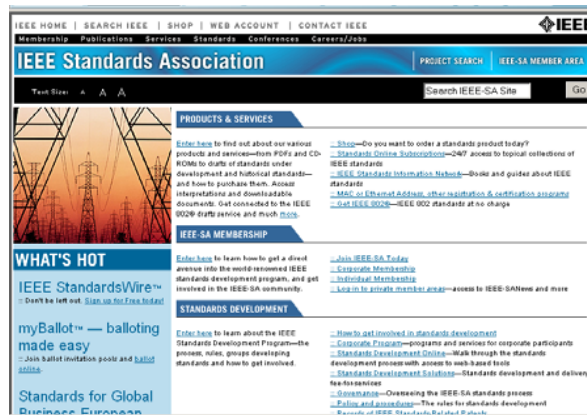 IEEE HOME | SEARCH IEEE | SHOP | WEB ACCOUNT | CONTACT IEEE
IEEE
Membership Publications Services Standards Conferences Careers/Jobs
IEEE Standards Association
PROJECT SEARCH
IEEE-SA MEMBER AREA
Text Size: A A A
Search IEEE-SA Site
Go
PRODUCTS & SERVICES
Enter here to find out about our various
products and services—from PDFs and CD-
ROMs to drafts of standards under
development and historical standards—
and how to purchase them. Access
interpretations and downloadable
documents. Get connected to the IEEE
802® drafts service and much more.
:: Shop—Do you want to order a standards product today?
:: Standards Online Subscriptions—24/7 access to topical collections of
IEEE standards
:: IEEE Standards Information Network—Books and guides about IEEE
standards
:: MAC or Ethernet Address, other registration & certification programs
:: Get IEEE 802®—IEEE 802 standards at no charge
IEEE-SA MEMBERSHIP
Enter here to learn how to get a direct
avenue into the world-renowned IEEE
standards development program, and get
involved in the IEEE-SA community.
:: Join IEEE-SA Today
:: Corporate Membership
:: Individual Membership
:: Log-in to private member areas—access to IEEE-SANews and more
STANDARDS DEVELOPMENT
Enter here to learn about the IEEE
Standards Development Program—the
process, rules, groups developing
standards and how to get involved.
:: How to get involved in standards development
:: Corporate Program—programs and services for corporate participants
:: Standards Development Online—Walk through the standards
development process with access to web-based tools
:: Standards Development Solutions—Standards development and delivery
fee-for-services
:: Governance—Overseeing the IEEE-SA standards process
:: Policy and procedures—The rules for standards development
:: Records of IEEE Standards-Related Patents
WHAT'S HOT
IEEE StandardsWire™
:: Don't be left out. Sign up for Free today!
myBallot™ — balloting
made easy
:: Join ballot invitation pools and ballot
online.
Standards for Global
Business European